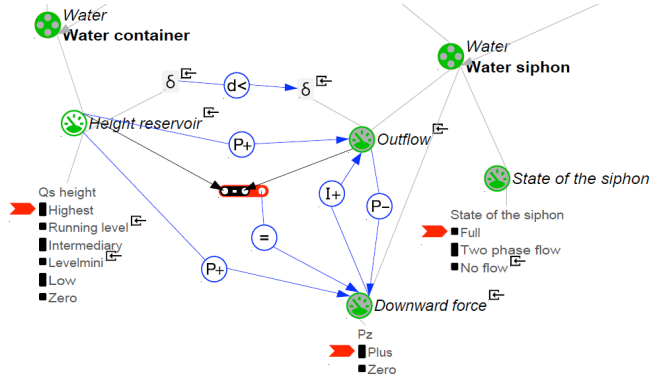 Water
Water container
Water
Water siphon
δ
d<
δ
Height reservoir
P+
Outflow
State of the siphon
I+
P-
Qs height
Highest
Running level
Intermediary
Levelmini
Low
Zero
State of the siphon
Full
Two phase flow
No flow
=
P+
Downward force
Pz
Plus
Zero